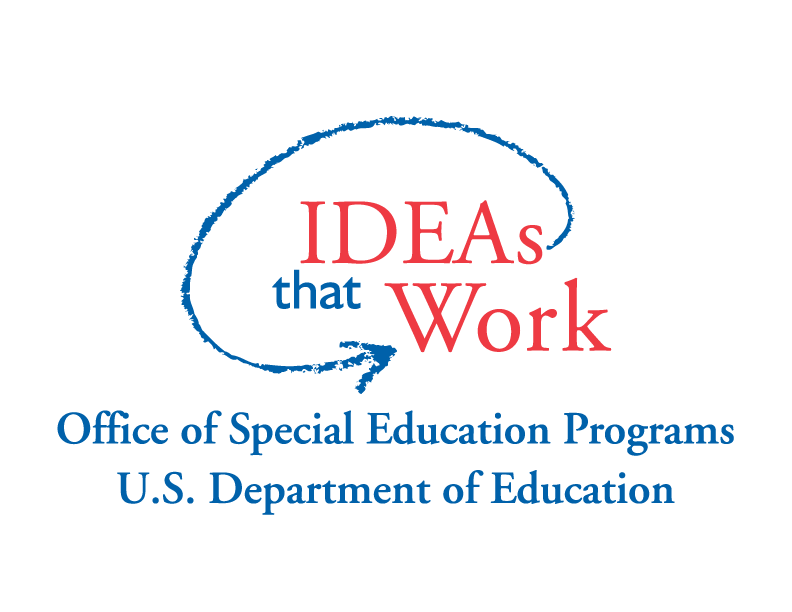 IDEAs
that Work
Office of Special Education Programs
U.S. Department of Education